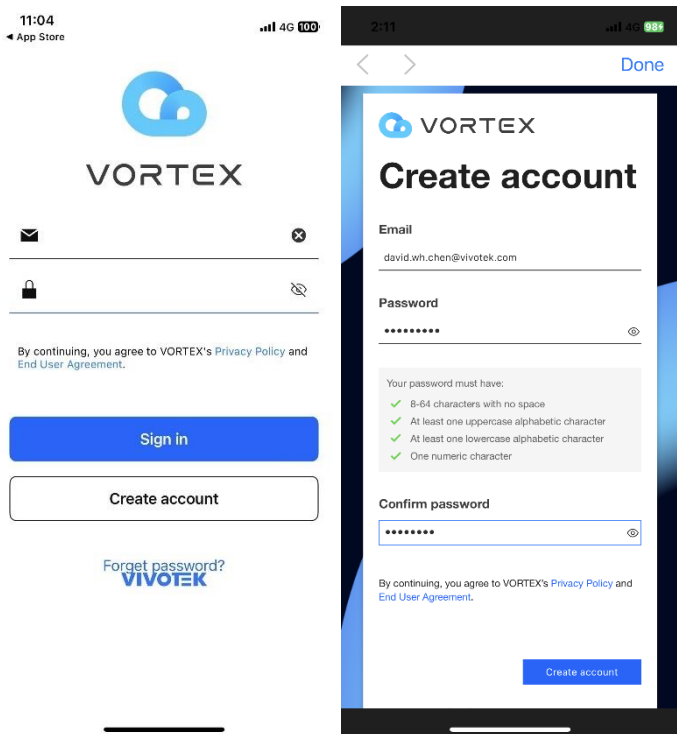 11:04
◀ App Store
4G 100
VORTEX
By continuing, you agree to VORTEX's Privacy Policy and
End User Agreement.
Sign in
Create account
Forget password?
VIVOTEK
2:11
4G 98
Done
VORTEX
Create account
Email
david.wh.chen@vivotek.com
Password
•••••••••
Your password must have:
8-64 characters with no space
At least one uppercase alphabetic character
At least one lowercase alphabetic character
One numeric character
Confirm password
••••••••
By continuing, you agree to VORTEX's Privacy Policy and
End User Agreement.
Create account